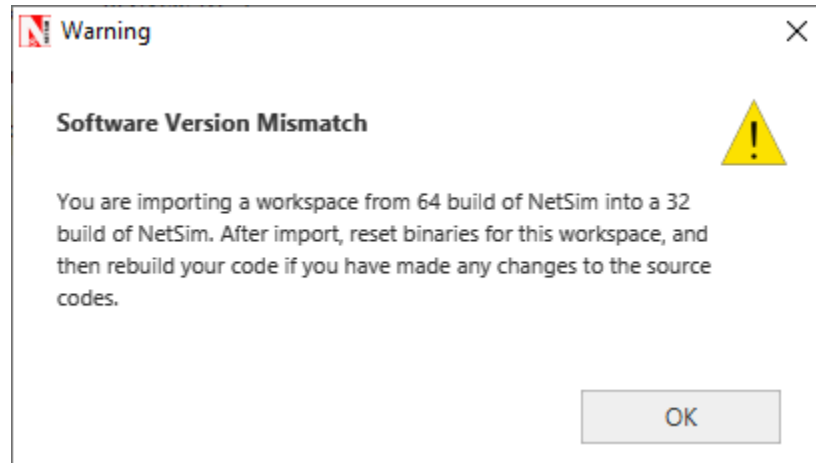 Warning
Software Version Mismatch
You are importing a workspace from 64 build of NetSim into a 32
build of NetSim. After import, reset binaries for this workspace, and
then rebuild your code if you have made any changes to the source
codes.
OK